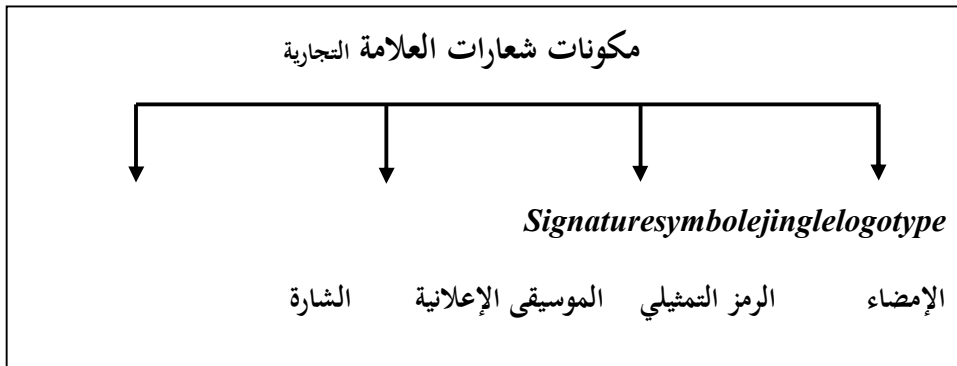 مكونات شعارات العلامة التجارية
Signaturesymbolejinglelogotype
الإمضاء الرمز التمثيلي الموسيقى الإعلانية الشارة